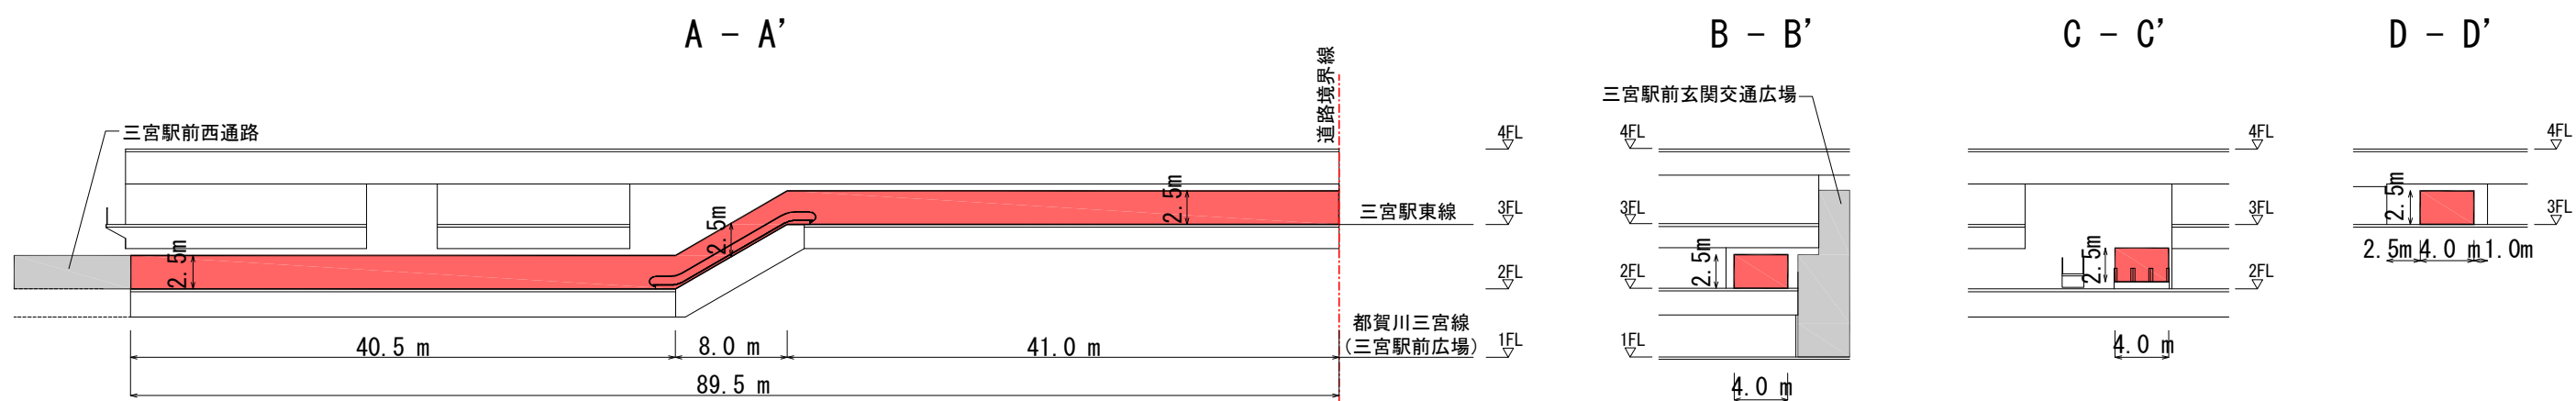 A － A’
B － B’
C － C’
D － D’
道路境界線
三宮駅前西通路
三宮駅前玄関交通広場
4FL
4FL
4FL
4FL
2.5m
2.5m
2.5m
三宮駅東線
3FL
3FL
3FL
2.5m
3FL
2.5m 4.0 m 1.0m
2.5m
2FL
2FL
2.5m
2.5m
2FL
都賀川三宮線
(三宮駅前広場)
1FL
1FL
40.5 m
8.0 m
41.0 m
4.0 m
89.5 m
4.0 m